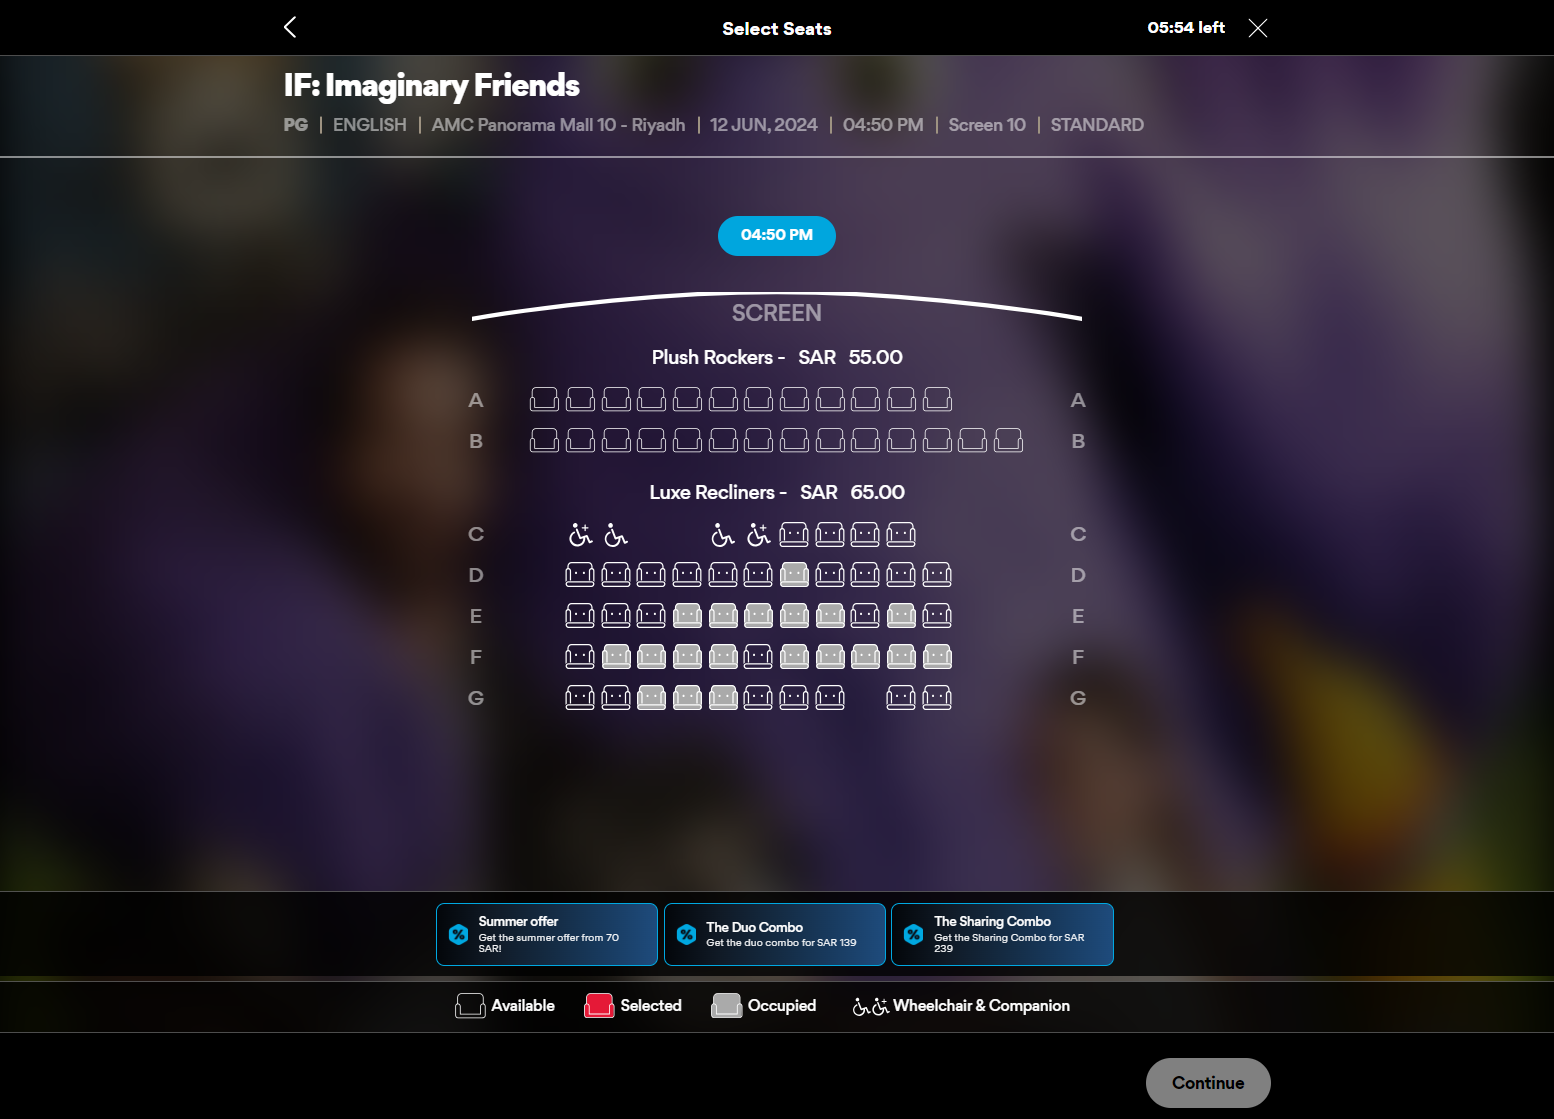 Select Seats
05:54 left
IF: Imaginary Friends
PG | ENGLISH | AMC Panorama Mall 10 - Riyadh | 12 JUN, 2024 | 04:50 PM | Screen 10 | STANDARD
04:50 PM
SCREEN
Plush Rockers - SAR 55.00
A A
B B
Luxe Recliners - SAR 65.00
C C
D D
E E
F F
G G
Summer offer
Get the summer offer from 70
SAR!
The Duo Combo
Get the duo combo for SAR 139
The Sharing Combo
Get the Sharing Combo for SAR
239
Available Selected Occupied Wheelchair & Companion
Continue